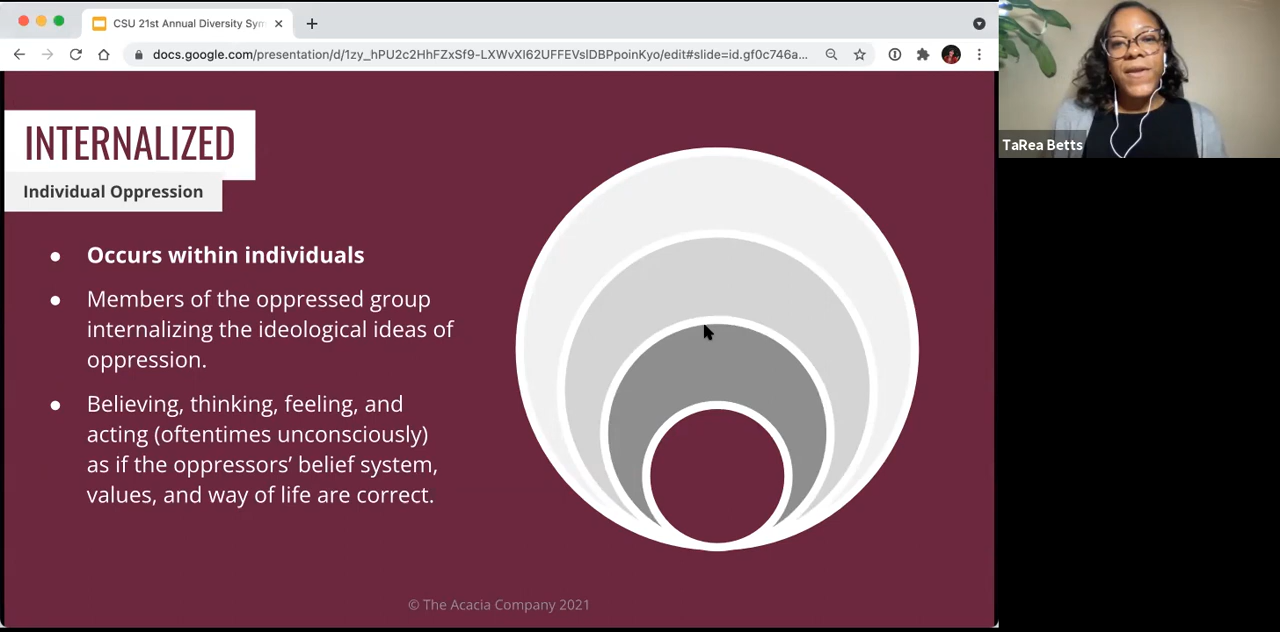 CSU 21st Annual Diversity Sym
docs.google.com/presentation/d/1zy_hPU2c2HhFZxSf9-LXWvXI62UFFEVslDBPpoinKyo/edit#slide=id.gf0c746a...
TaRea Betts
INTERNALIZED
Individual Oppression
● Occurs within individuals
● Members of the oppressed group
internalizing the ideological ideas of
oppression.
● Believing, thinking, feeling, and
acting (oftentimes unconsciously)
as if the oppressors’ belief system,
values, and way of life are correct.
© The Acacia Company 2021